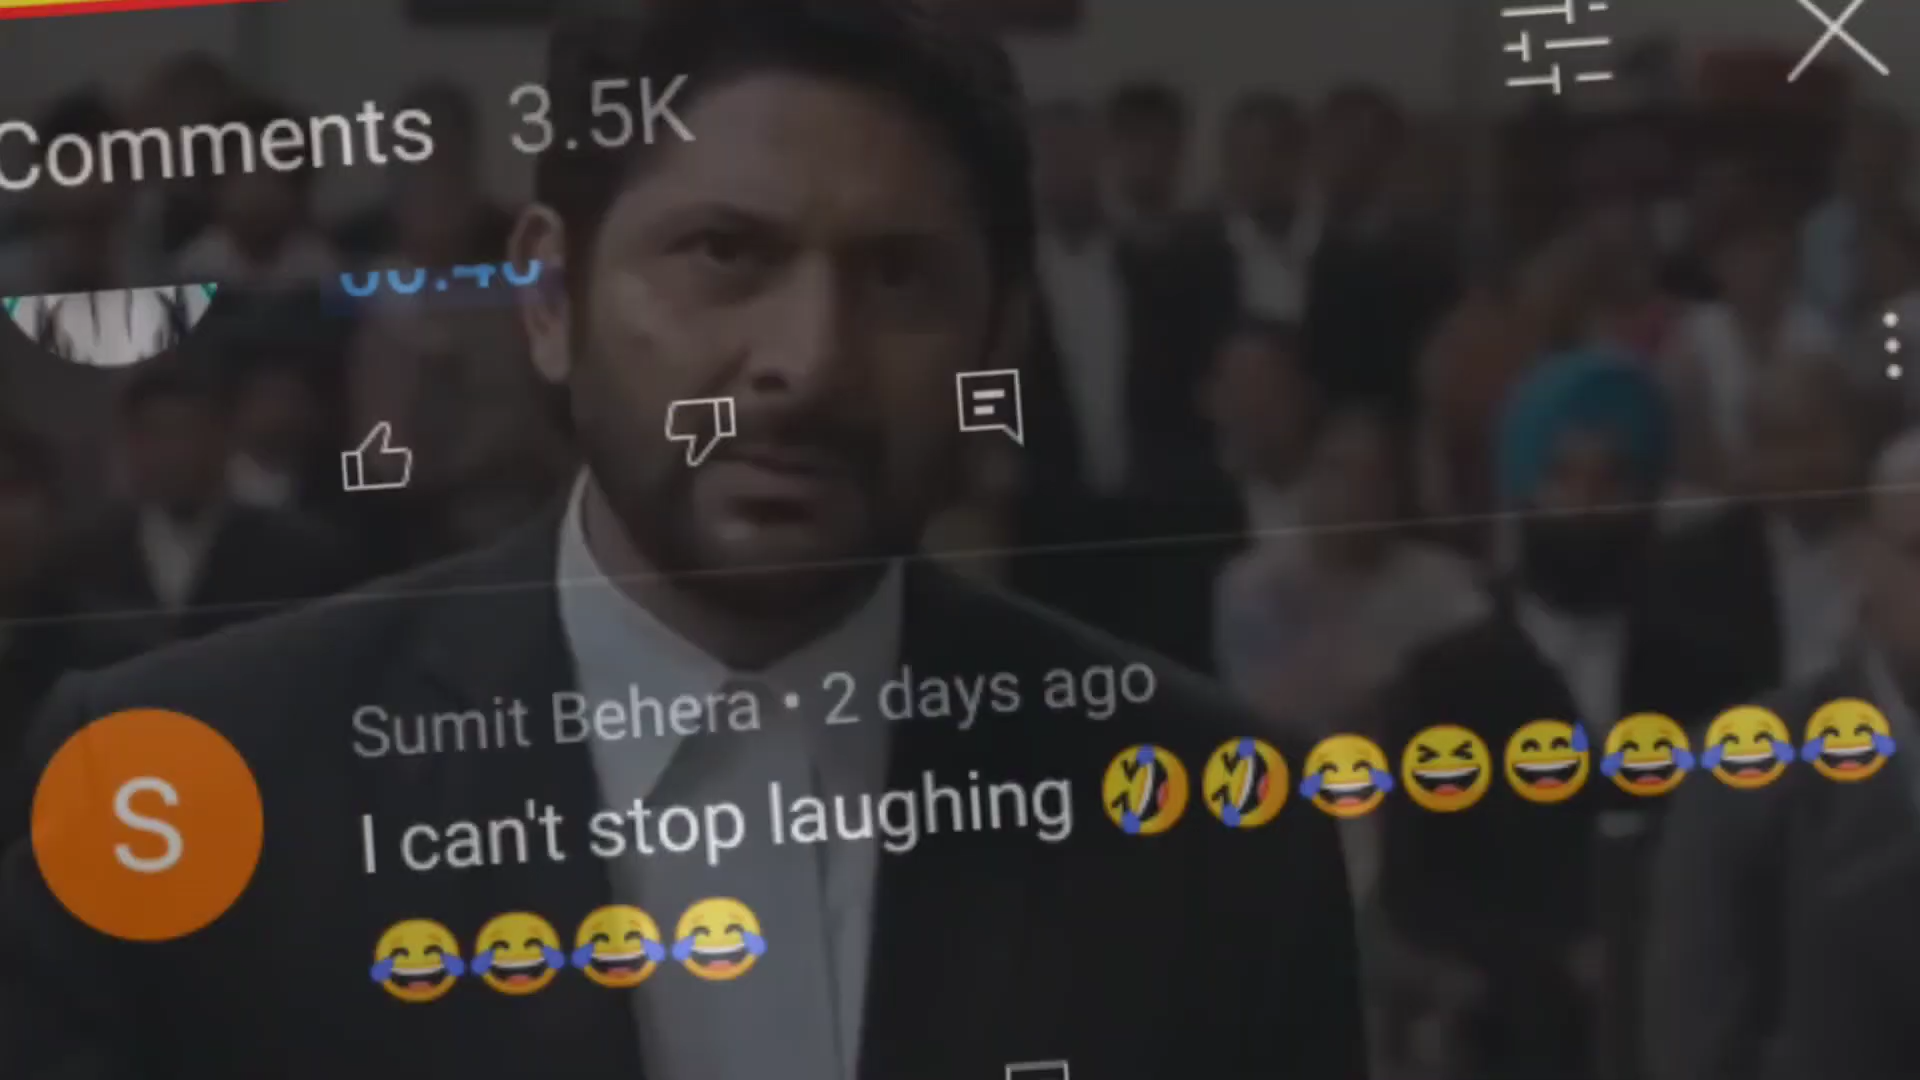 Comments 3.5K
S
Sumit Behera • 2 days ago
I can't stop laughing 🤣🤣😂😆😅😂😂😂
😂😂😂😂